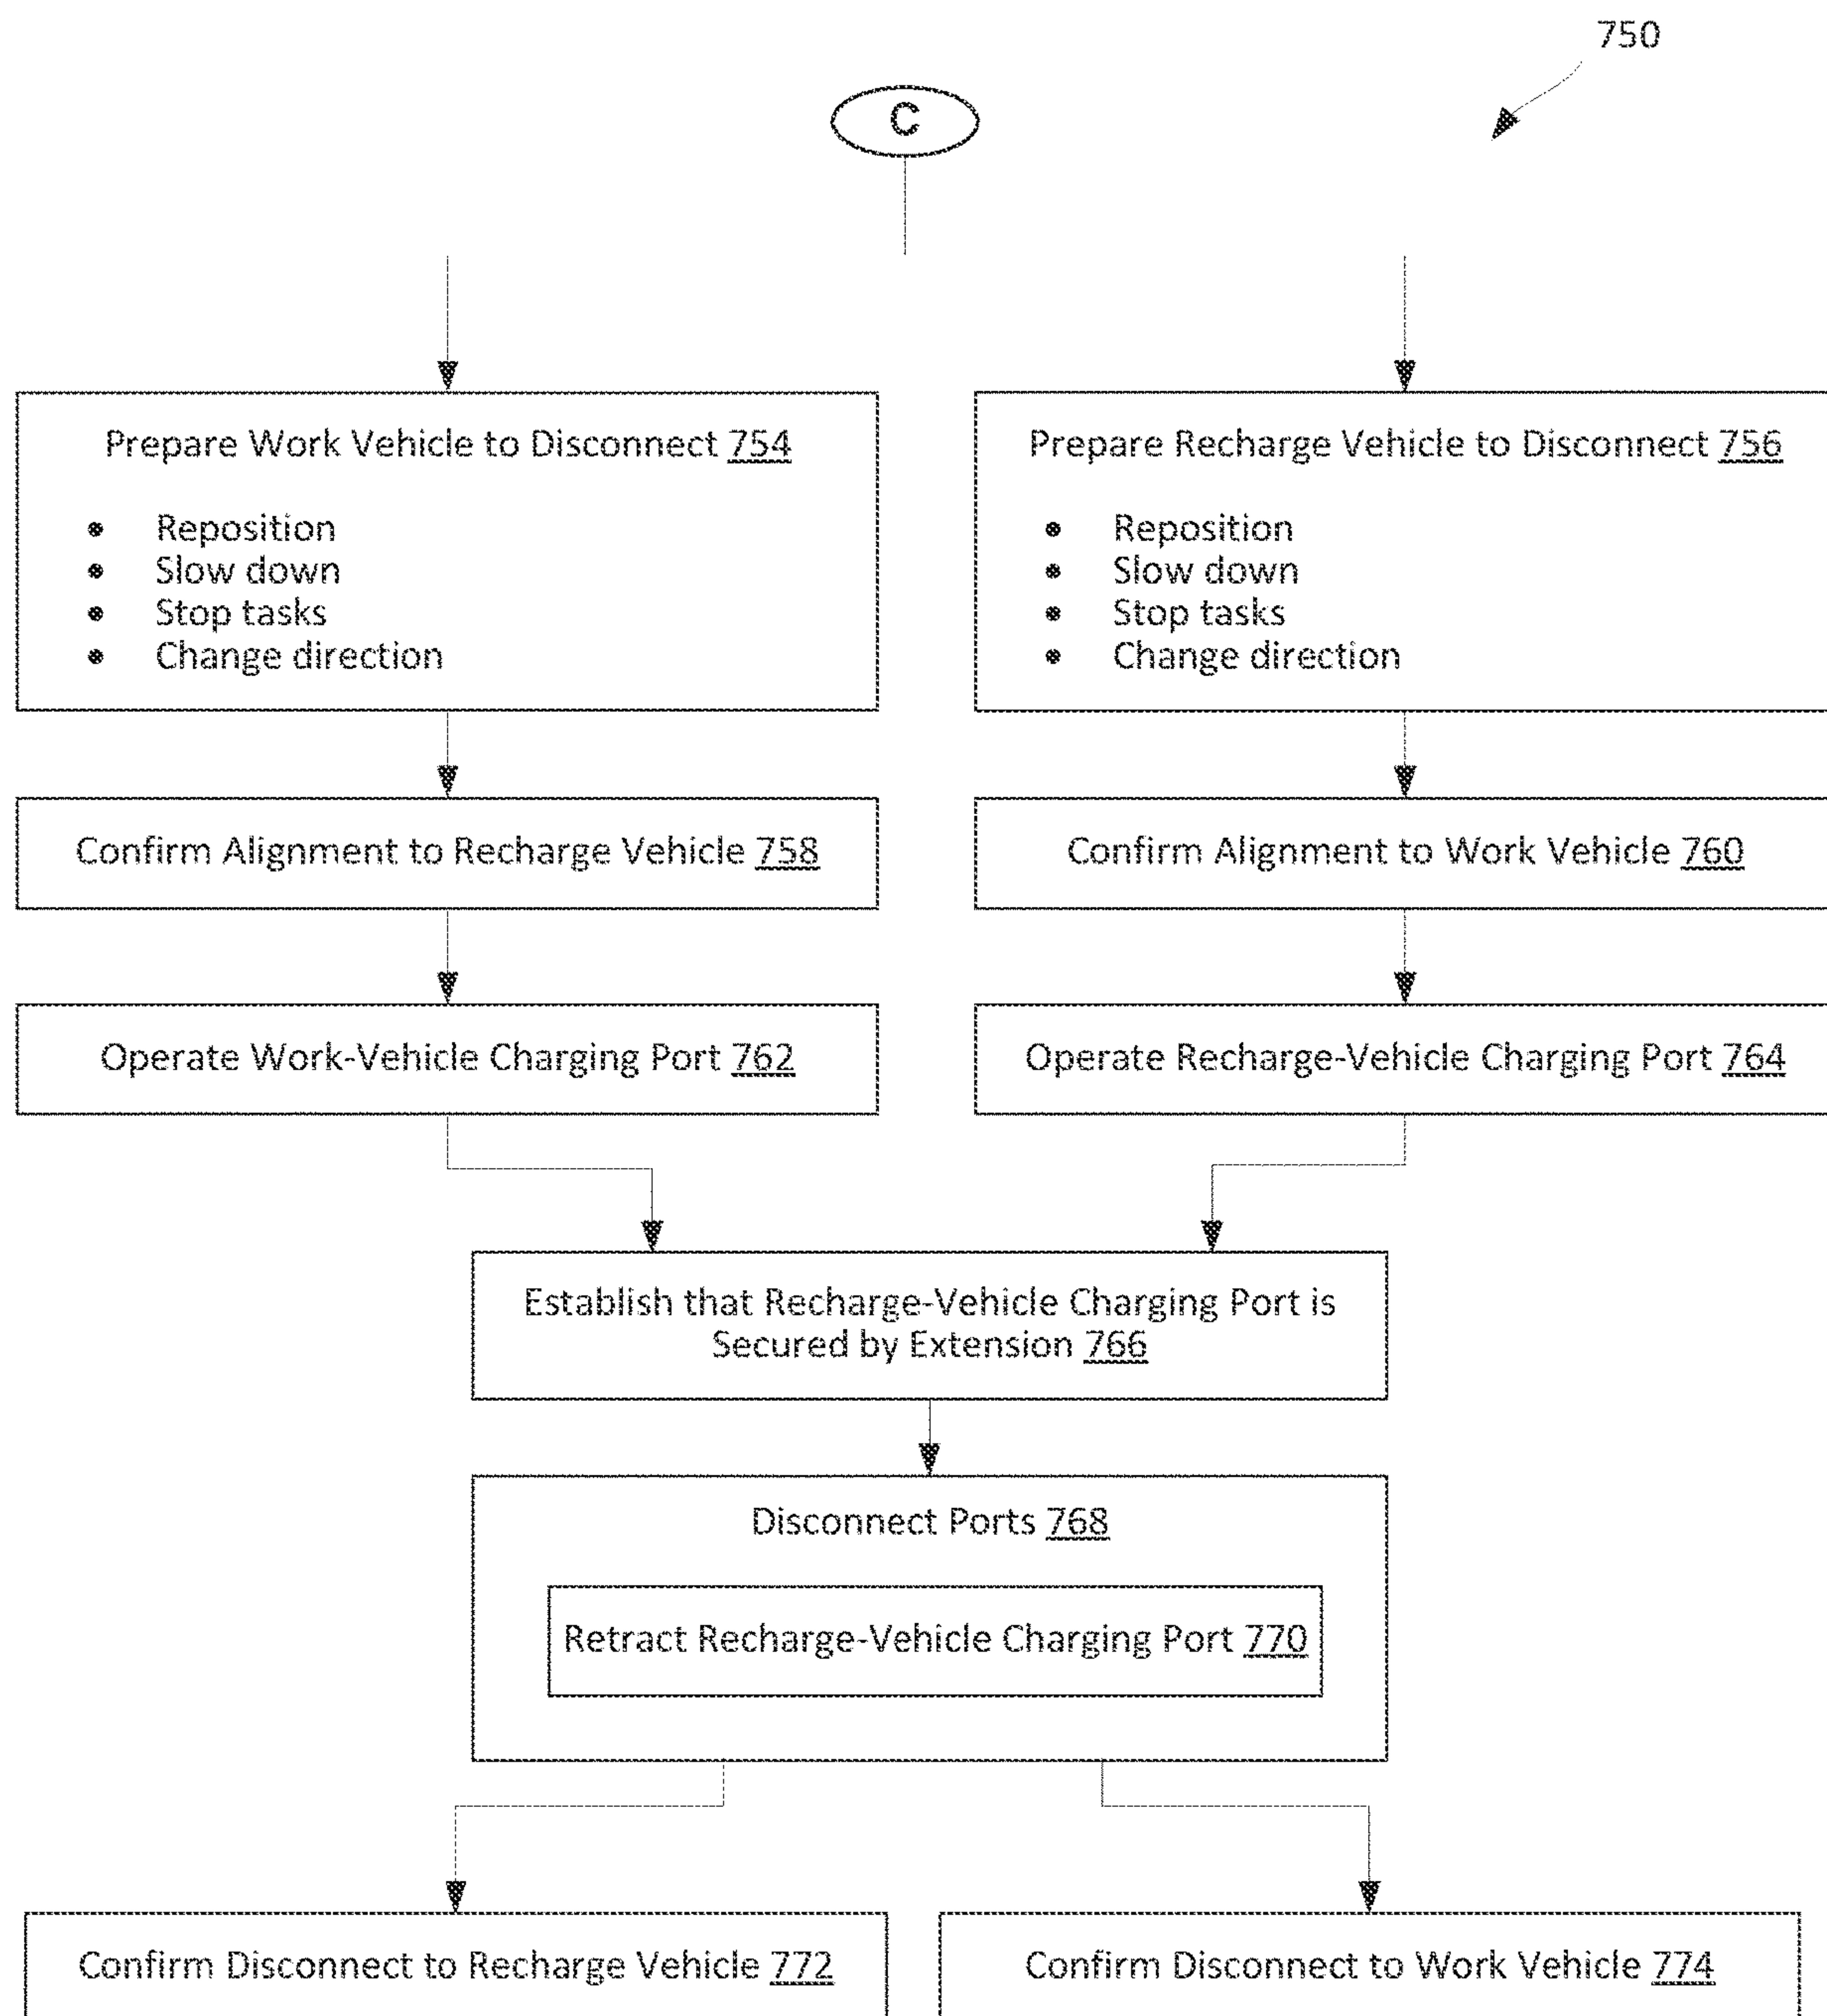 750
C
Prepare Work Vehicle to Disconnect 754
• Reposition
• Slow down
• Stop tasks
• Change direction
Prepare Recharge Vehicle to Disconnect 756
• Reposition
• Slow down
• Stop tasks
• Change direction
Confirm Alignment to Recharge Vehicle 758
Confirm Alignment to Work Vehicle 760
Operate Work-Vehicle Charging Port 762
Operate Recharge-Vehicle Charging Port 764
Establish that Recharge-Vehicle Charging Port is
Secured by Extension 766
Disconnect Ports 768
Retract Recharge-Vehicle Charging Port 770
Confirm Disconnect to Recharge Vehicle 772
Confirm Disconnect to Work Vehicle 774